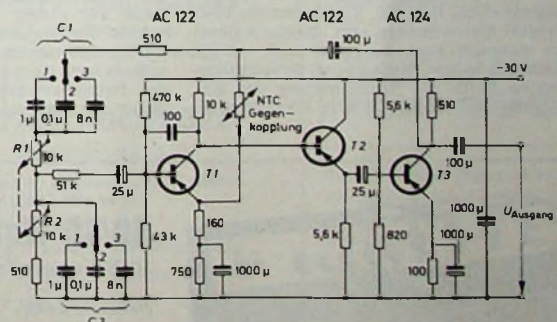 AC 122 AC 122 AC 124
C1
510
100 µ
−30 V
1 2 3
1µ 0,1µ 8n
470 k
100
10 k
NTC
Gegen-
kopplung
5,6 k
510
R1
10 k
51 k
25 µ
T1
T2
25 µ
T3
100 µ
R2
10 k
43 k
160
5,6 k
820
1000 µ
U Ausgang
1000 µ
510
1 2 3
1µ 0,1µ 8n
750
1000 µ
100